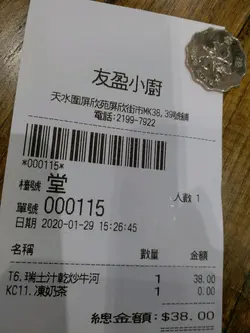 友盈小廚
天水圍屏欣苑屏欣街市MK38,39號舖
電話:2199-7922
*000115*
檯號 堂
人數 1
單號 000115
日期 2020-01-29 15:26:45
名稱 數量 金額
T6.瑞士汁乾炒牛河 1 38.00
KC11.凍奶茶 1 0.00
總金額:$38.00